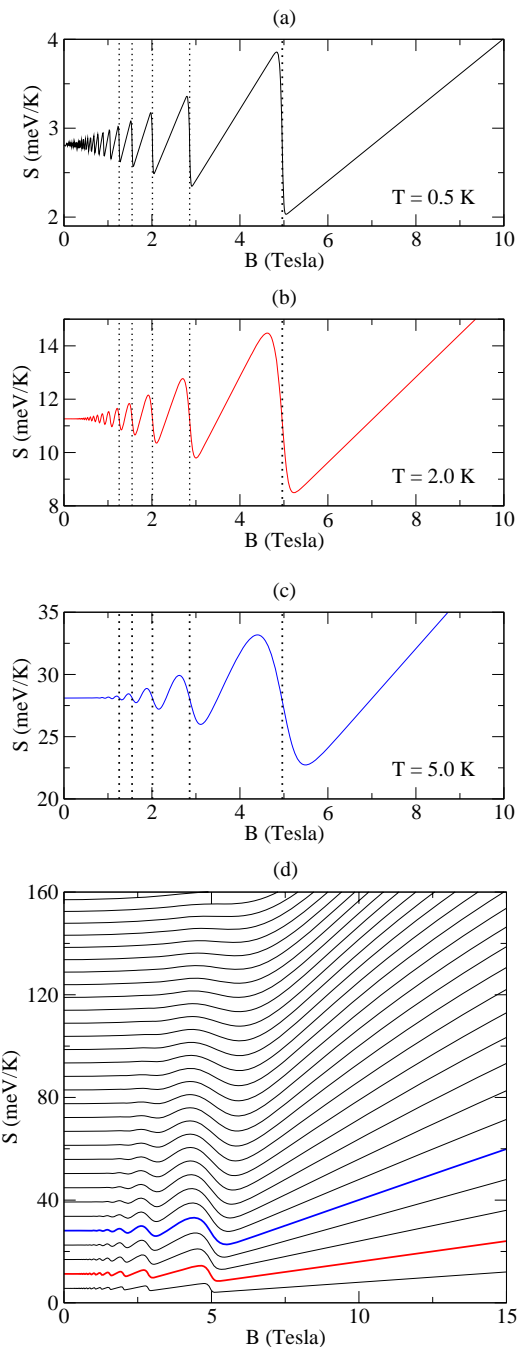 (a)
4
3
2
S (meV/K)
T = 0.5 K
0 2 4 6 8 10
B (Tesla)
(b)
14
12
10
8
S (meV/K)
T = 2.0 K
0 2 4 6 8 10
B (Tesla)
(c)
35
30
25
20
S (meV/K)
T = 5.0 K
0 2 4 6 8 10
B (Tesla)
(d)
160
120
80
40
0
S (meV/K)
0 5 10 15
B (Tesla)